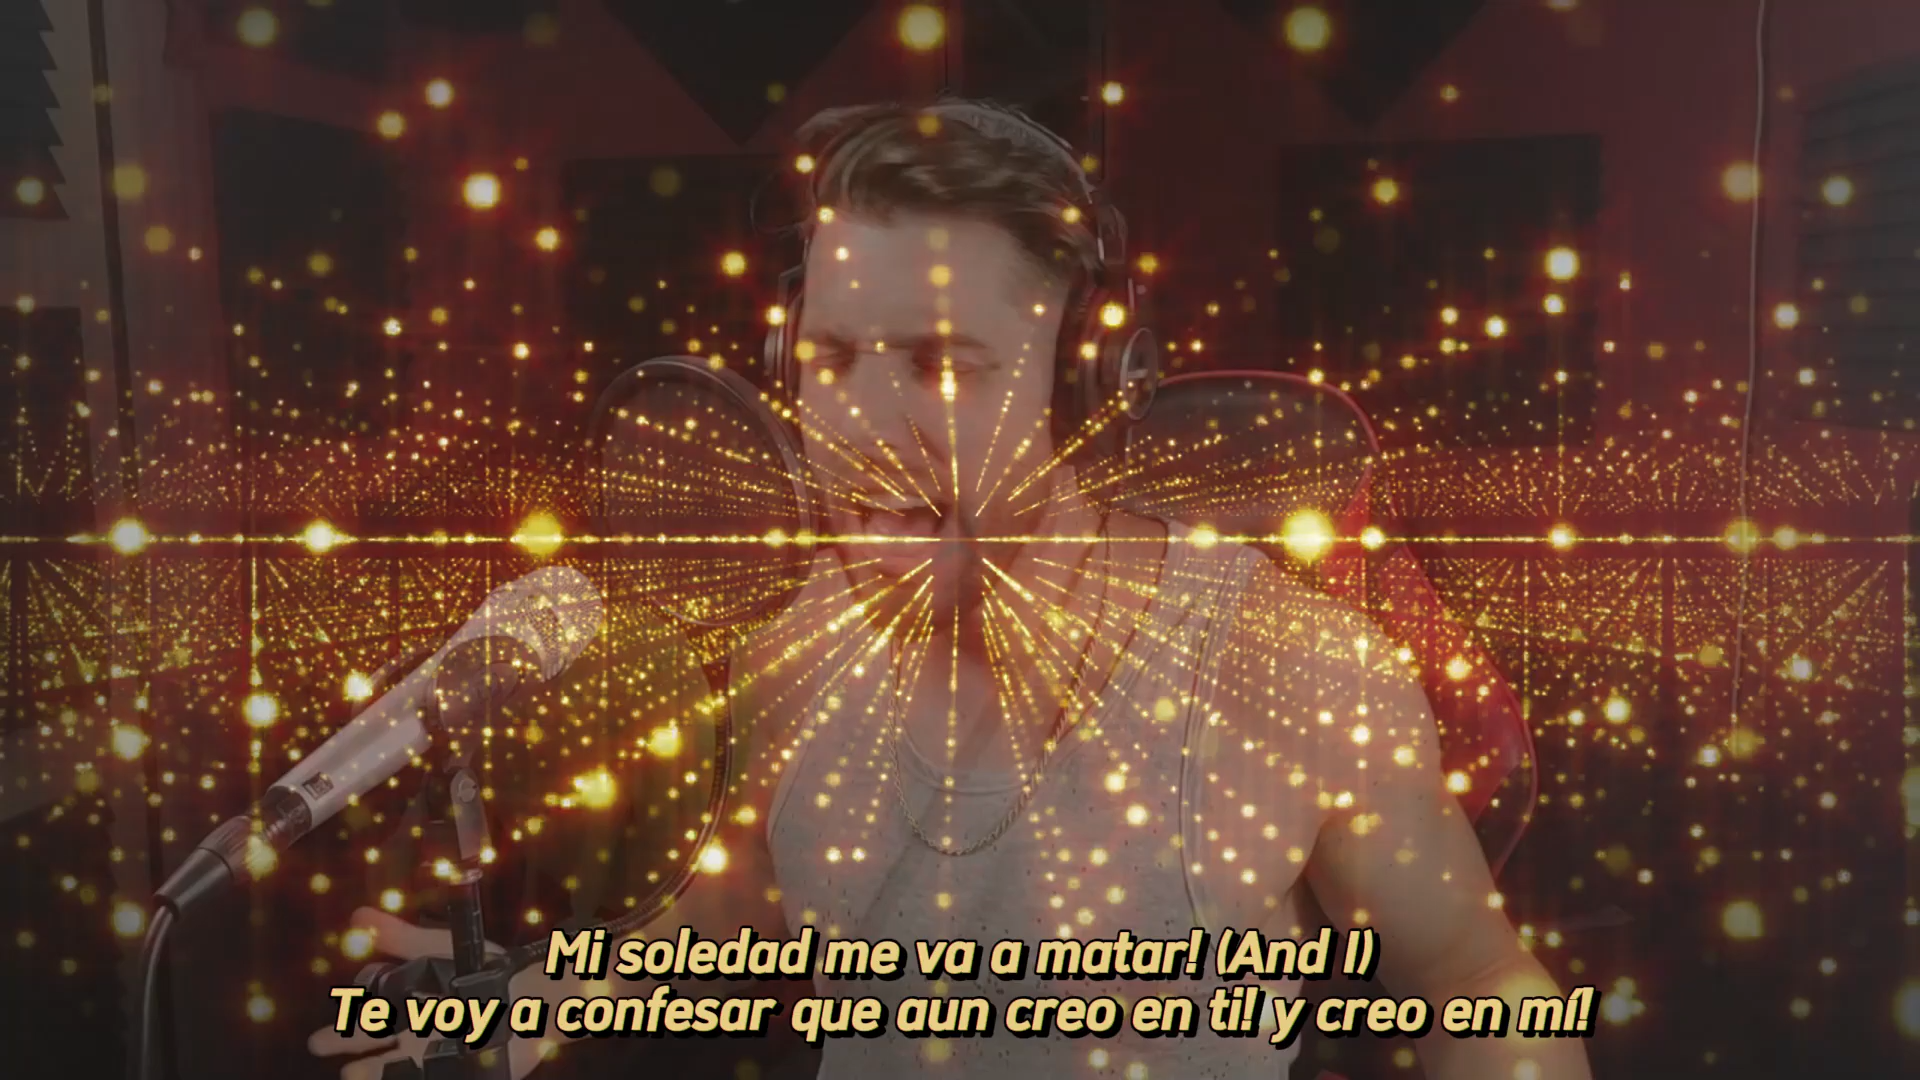 Mi soledad me va a matar! (And I)
Te voy a confesar que aun creo en ti! y creo en mí!